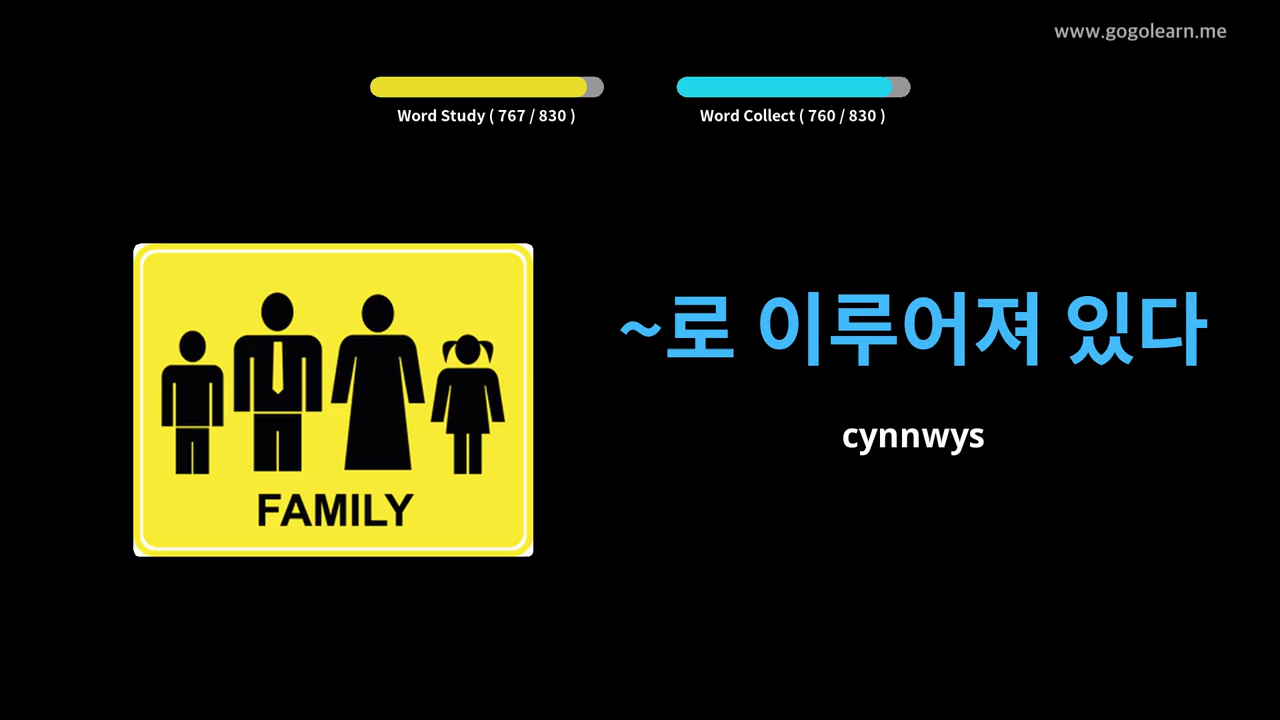 www.gogolearn.me
Word Study ( 767 / 830 )
Word Collect ( 760 / 830 )
~로 이루어져 있다
cynnwys
FAMILY